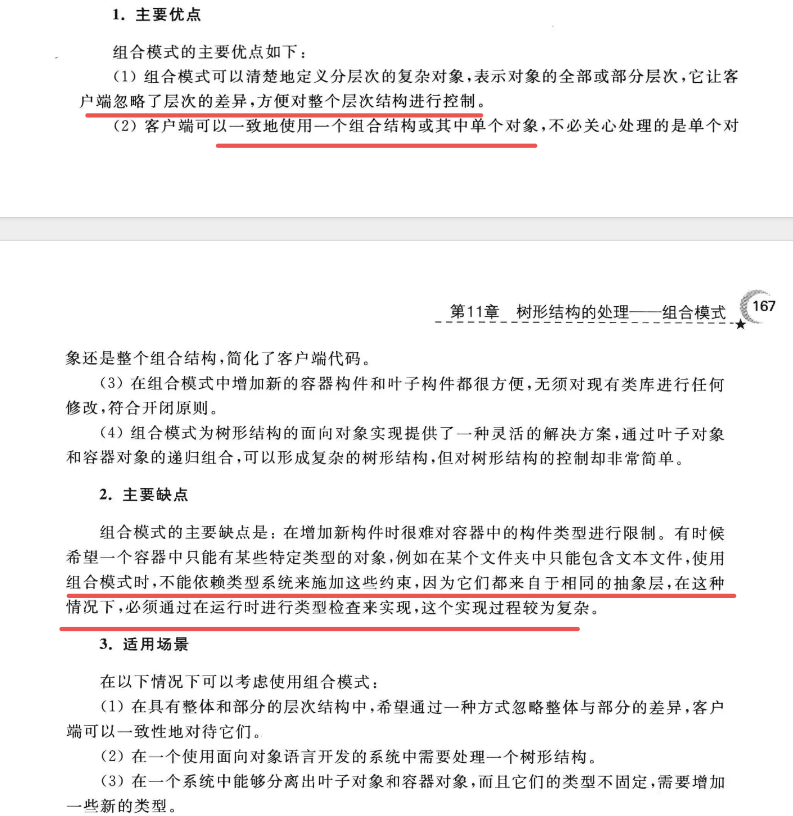 1. 主要优点
组合模式的主要优点如下：
（1）组合模式可以清楚地定义分层次的复杂对象，表示对象的全部或部分层次，它让客
户端忽略了层次的差异，方便对整个层次结构进行控制。
（2）客户端可以一致地使用一个组合结构或其中单个对象，不必关心处理的是单个对
第11章 树形结构的处理——组合模式 167
象还是整个组合结构，简化了客户端代码。
（3）在组合模式中增加新的容器构件和叶子构件都很方便，无须对现有类库进行任何
修改，符合开闭原则。
（4）组合模式为树形结构的面向对象实现提供了一种灵活的解决方案，通过叶子对象
和容器对象的递归组合，可以形成复杂的树形结构，但对树形结构的控制却非常简单。
2. 主要缺点
组合模式的主要缺点是：在增加新构件时很难对容器中的构件类型进行限制。有时候
希望一个容器中只能有某些特定类型的对象，例如在某个文件夹中只能包含文本文件，使用
组合模式时，不能依赖类型系统来施加这些约束，因为它们都来自于相同的抽象层，在这种
情况下，必须通过在运行时进行类型检查来实现，这个实现过程较为复杂。
3. 适用场景
在以下情况下可以考虑使用组合模式：
（1）在具有整体和部分的层次结构中，希望通过一种方式忽略整体与部分的差异，客户
端可以一致性地对待它们。
（2）在一个使用面向对象语言开发的系统中需要处理一个树形结构。
（3）在一个系统中能够分离出叶子对象和容器对象，而且它们的类型不固定，需要增加
一些新的类型。